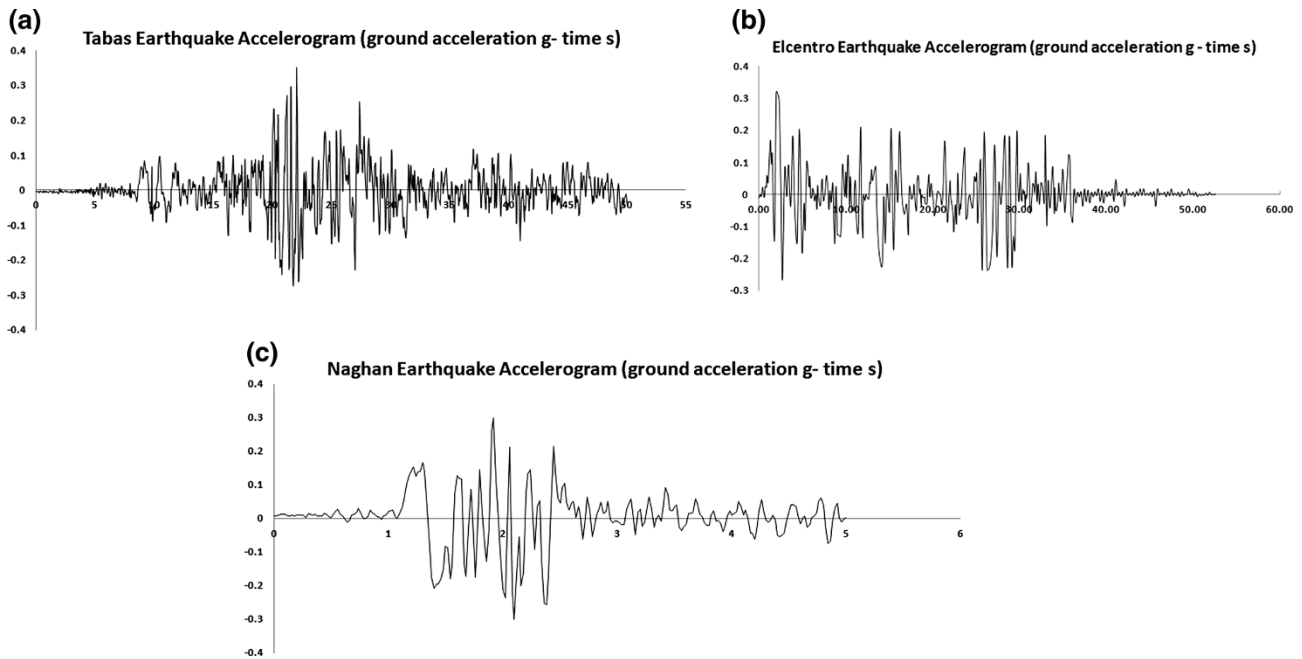 (a)
Tabas Earthquake Accelerogram (ground acceleration g- time s)
0.4
0.3
0.2
0.1
0
-0.1
-0.2
-0.3
-0.4
0 5 10 15 20 25 30 35 40 45 50 55
(b)
Elcentro Earthquake Accelerogram (ground acceleration g - time s)
0.4
0.3
0.2
0.1
0
-0.1
-0.2
-0.3
0.00 10.00 20.00 30.00 40.00 50.00 60.00
(c)
Naghan Earthquake Accelerogram (ground acceleration g- time s)
0.4
0.3
0.2
0.1
0
-0.1
-0.2
-0.3
-0.4
0 1 2 3 4 5 6